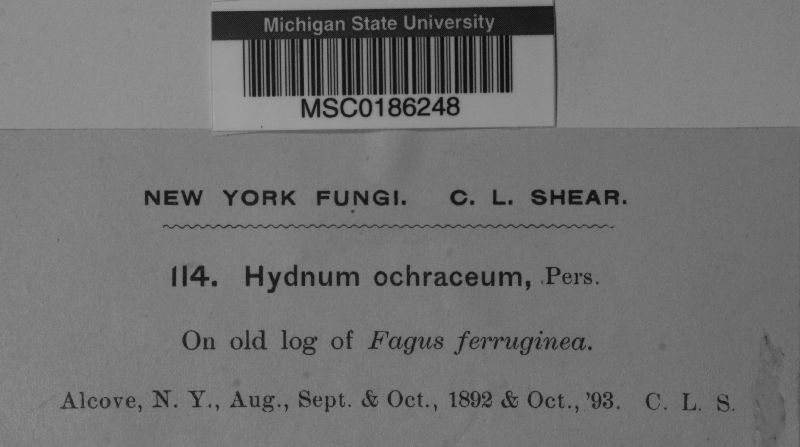 Michigan State University
MSC0186248
NEW YORK FUNGI. C. L. SHEAR.
114. Hydnum ochraceum, Pers.
On old log of Fagus ferruginea.
Alcove, N. Y., Aug., Sept. & Oct., 1892 & Oct., '93. C. L. S.